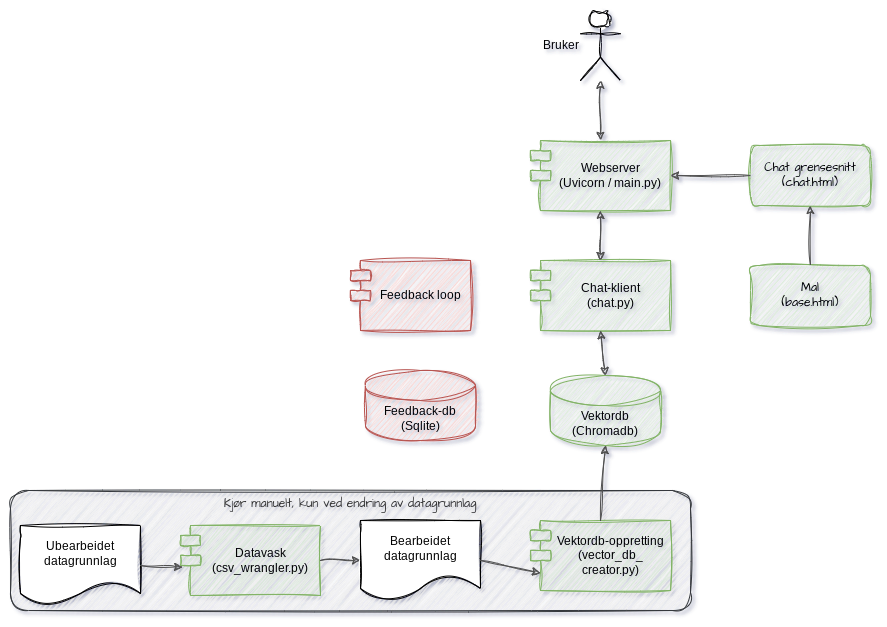 Bruker
Webserver
(Uvicorn / main.py)
Chat grensesnitt
(chat.html)
Feedback loop
Chat-klient
(chat.py)
Mal
(base.html)
Feedback-db
(Sqlite)
Vektordb
(Chromadb)
Kjør manuelt, kun ved endring av datagrunnlag
Ubearbeidet
datagrunnlag
Datavask
(csv_wrangler.py)
Bearbeidet
datagrunnlag
Vektordb-oppretting
(vector_db_
creator.py)